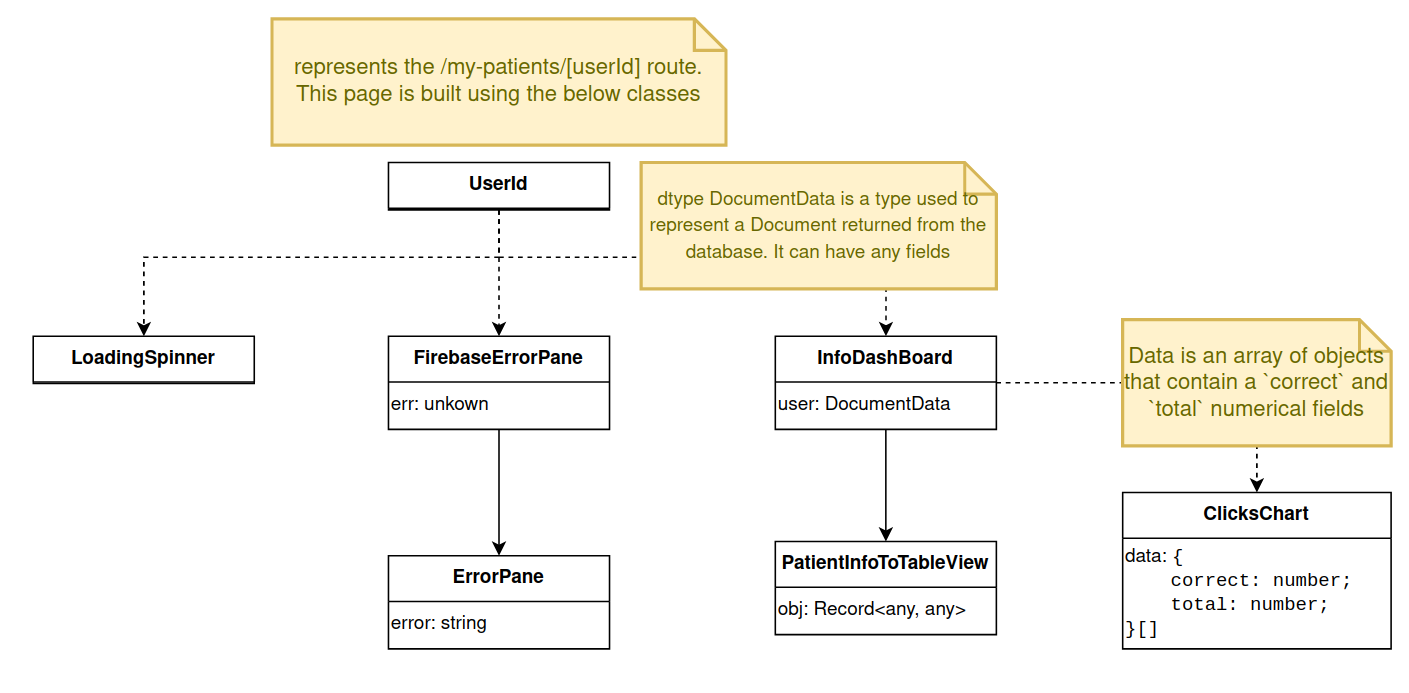 represents the /my-patients/[userId] route.
This page is built using the below classes
UserId
dtype DocumentData is a type used to
represent a Document returned from the
database. It can have any fields
LoadingSpinner
FirebaseErrorPane
err: unkown
InfoDashBoard
user: DocumentData
Data is an array of objects
that contain a `correct` and
`total` numerical fields
ErrorPane
error: string
PatientInfoToTableView
obj: Record<any, any>
ClicksChart
data: {
    correct: number;
    total: number;
}[]